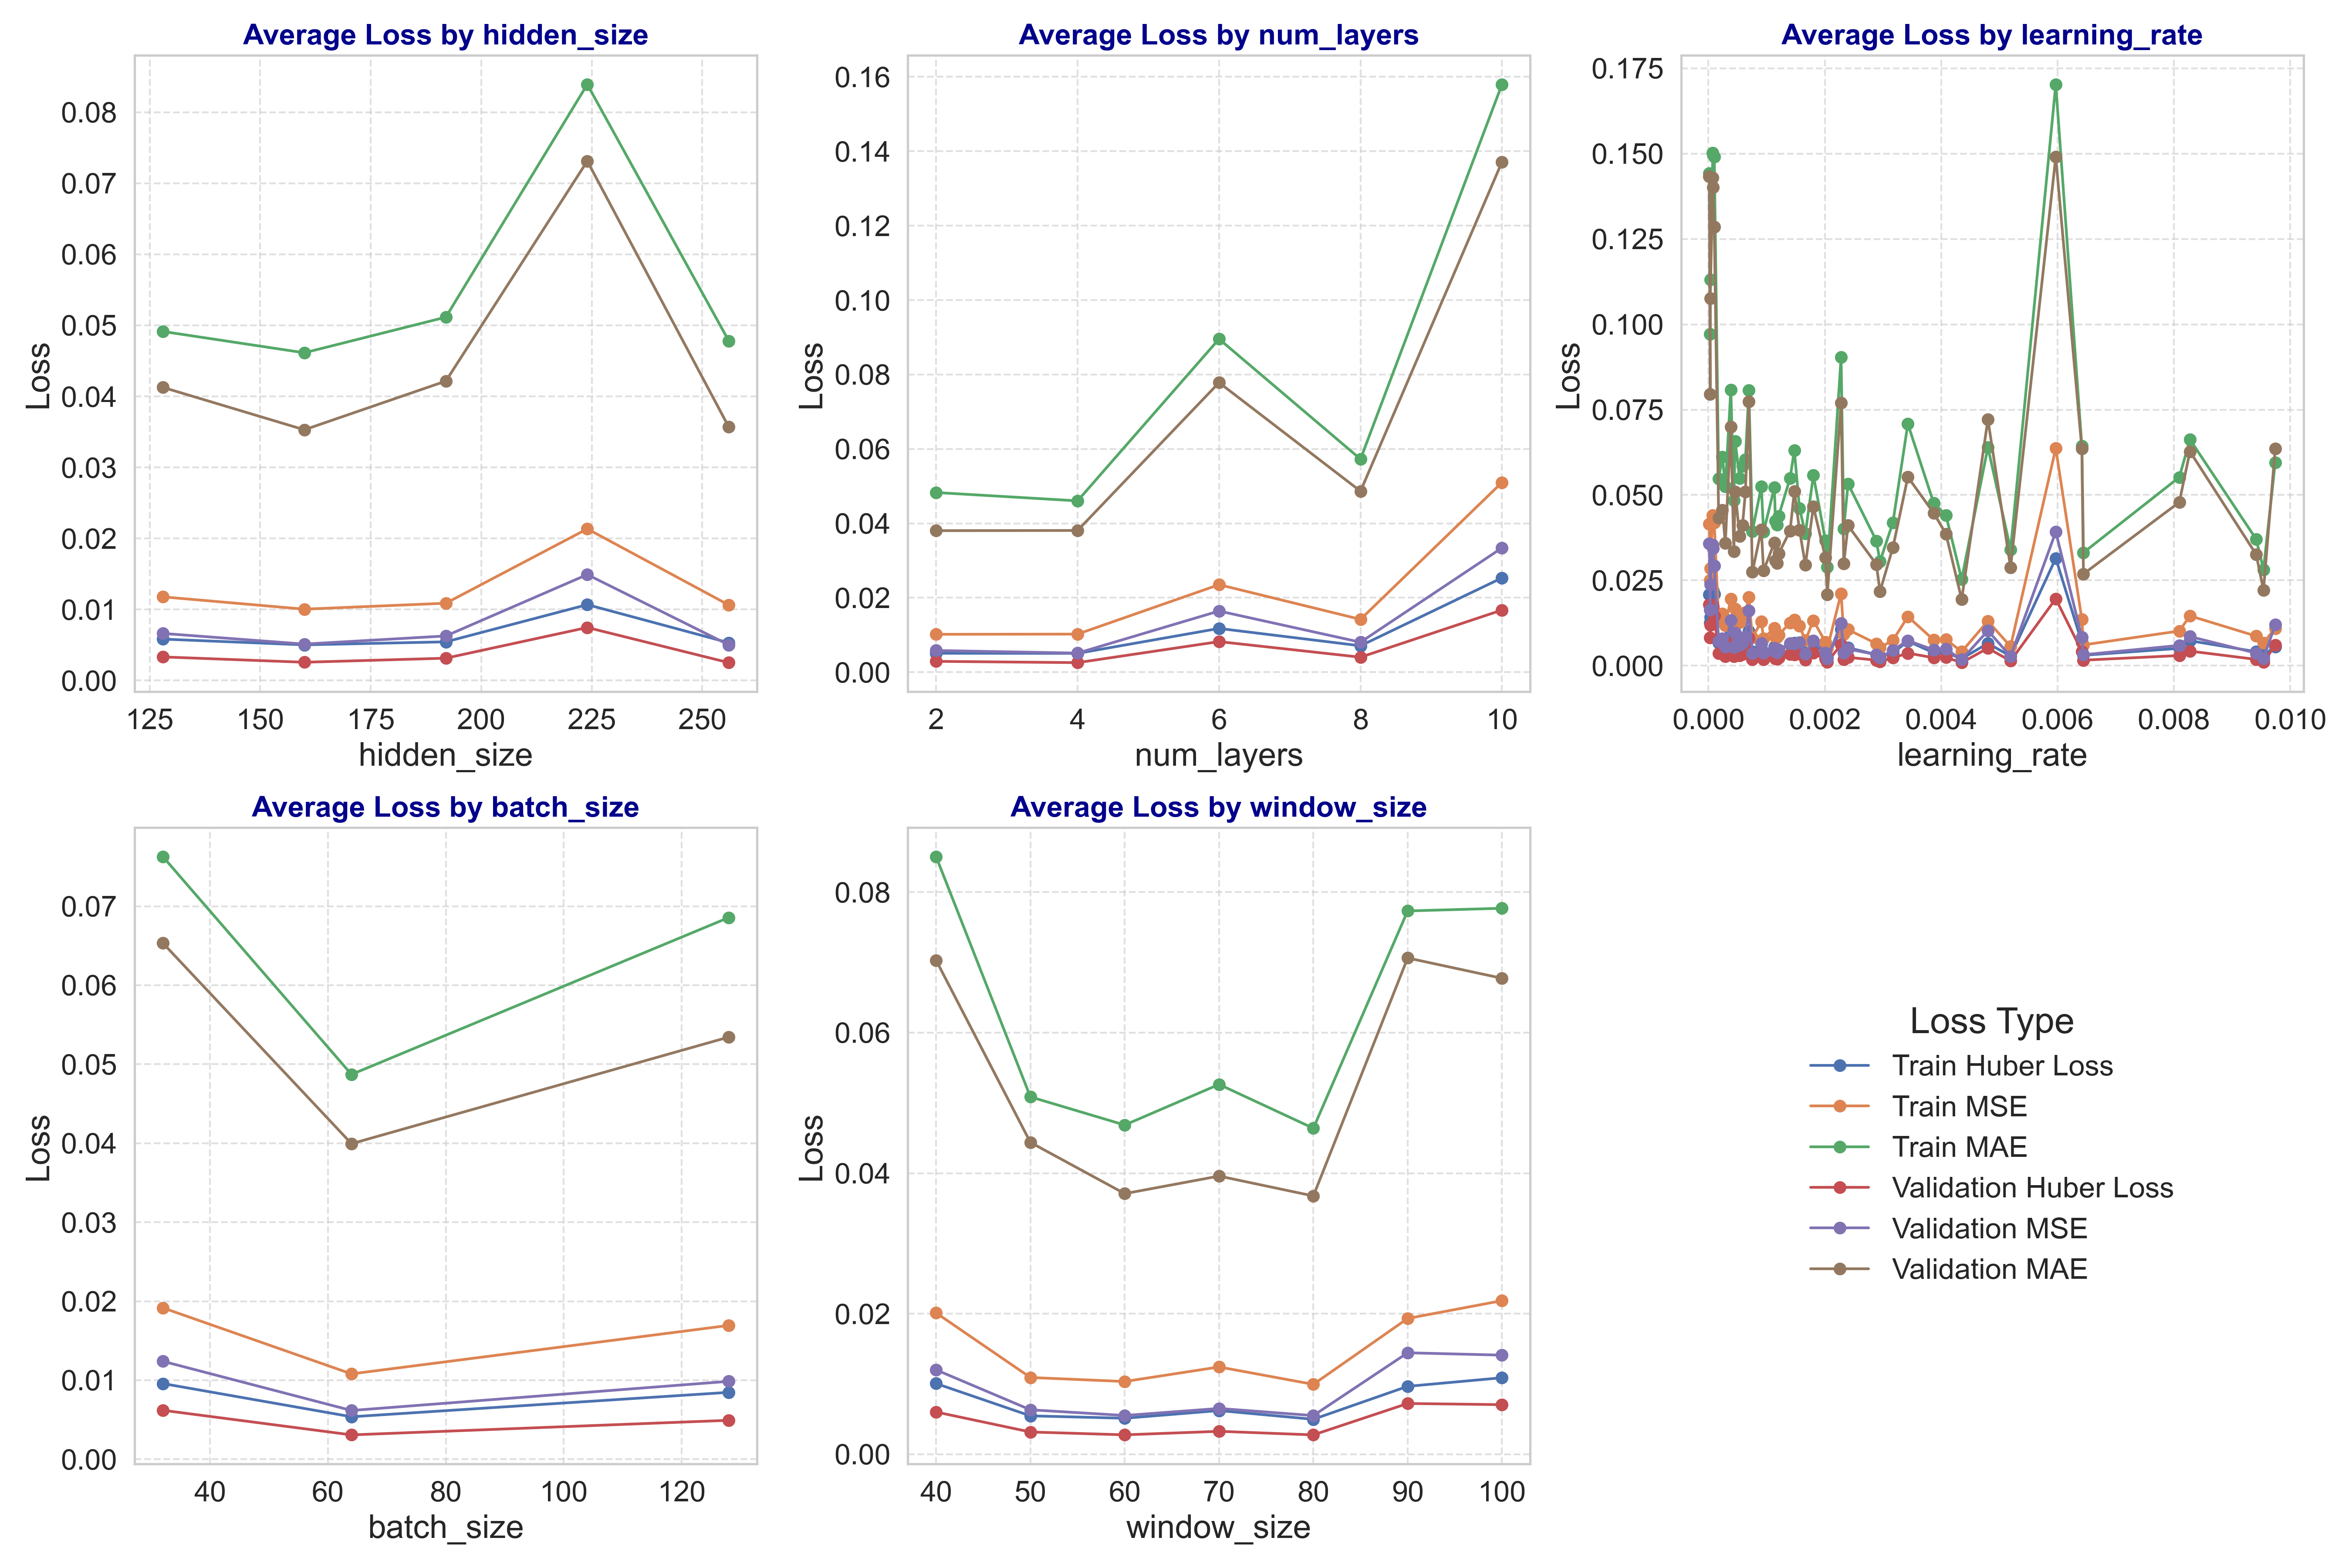 Average Loss by hidden_size
Loss
0.08
0.07
0.06
0.05
0.04
0.03
0.02
0.01
0.00
125 150 175 200 225 250
hidden_size
Average Loss by num_layers
Loss
0.16
0.14
0.12
0.10
0.08
0.06
0.04
0.02
0.00
2 4 6 8 10
num_layers
Average Loss by learning_rate
Loss
0.175
0.150
0.125
0.100
0.075
0.050
0.025
0.000
0.000 0.002 0.004 0.006 0.008 0.010
learning_rate
Average Loss by batch_size
Loss
0.07
0.06
0.05
0.04
0.03
0.02
0.01
0.00
40 60 80 100 120
batch_size
Average Loss by window_size
Loss
0.08
0.06
0.04
0.02
0.00
40 50 60 70 80 90 100
window_size
Loss Type
Train Huber Loss
Train MSE
Train MAE
Validation Huber Loss
Validation MSE
Validation MAE